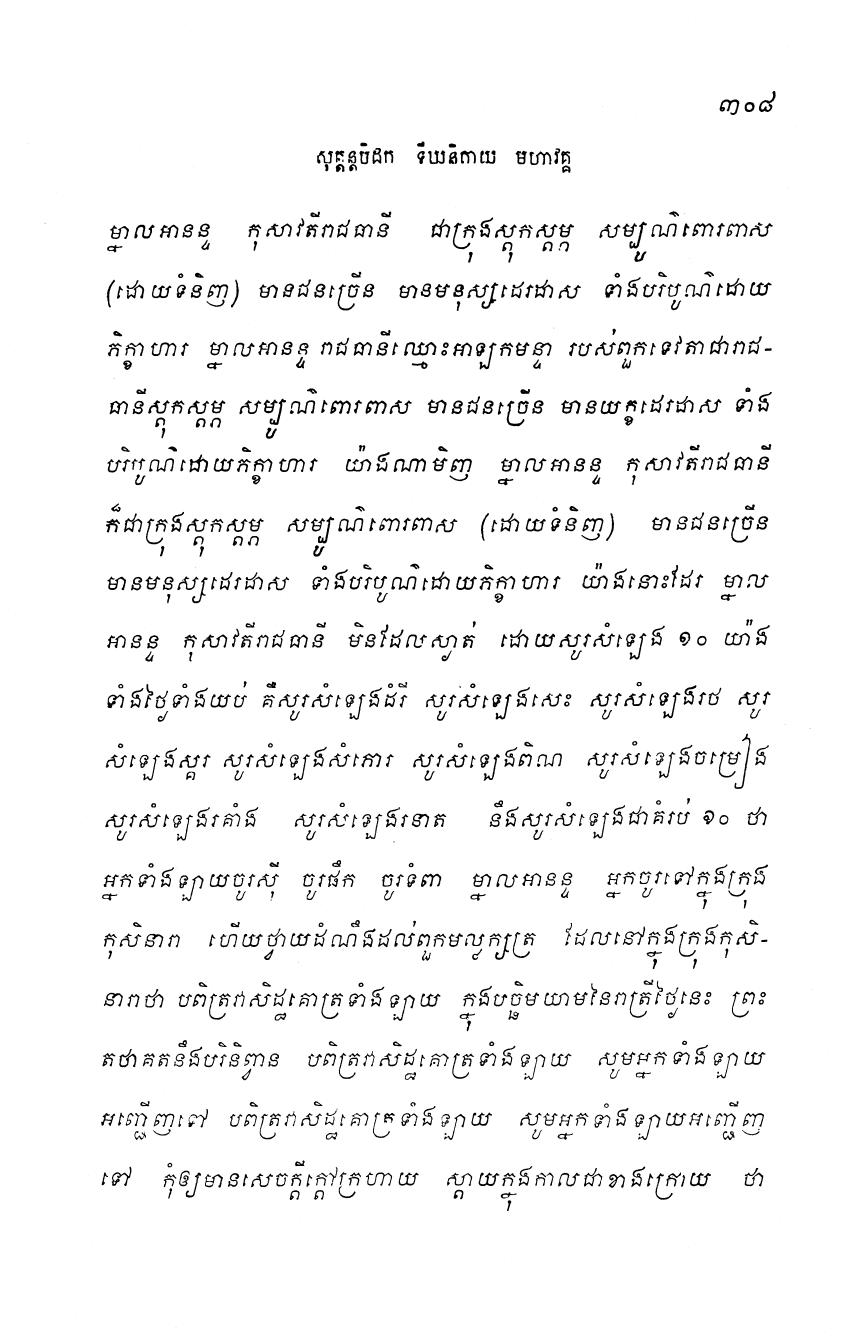 ៣០៨
សុត្តន្តបិដក ទីឃនិកាយ មហាវគ្គ
ម្នាលអានន្ទ កុសាវតីរាជធានី ជាក្រុងស្តុកស្តម្ភ សម្បូណ៌ពោរពាស
(ដោយទំនិញ) មានជនច្រើន មានមនុស្សដេរដាស ទាំងបរិបូណ៌ដោយ
ភិក្ខាហារ ម្នាលអានន្ទ រាជធានីឈ្មោះអាឡកមន្ទា របស់ពួកទេវតាជារាជ-
ធានីស្តុកស្តម្ភ សម្បូណ៌ពោរពាស មានជនច្រើន មានយក្ខដេរដាស ទាំង
បរិបូណ៌ដោយភិក្ខាហារ យ៉ាងណាមិញ ម្នាលអានន្ទ កុសាវតីរាជធានី
ក៏ជាក្រុងស្តុកស្តម្ភ សម្បូណ៌ពោរពាស (ដោយទំនិញ) មានជនច្រើន
មានមនុស្សដេរដាស ទាំងបរិបូណ៌ដោយភិក្ខាហារ យ៉ាងនោះដែរ ម្នាល
អានន្ទ កុសាវតីរាជធានី មិនដែលស្ងាត់ ដោយសូរសំឡេង ១០ យ៉ាង
ទាំងថ្ងៃទាំងយប់ គឺសូរសំឡេងដំរី សូរសំឡេងសេះ សូរសំឡេងរថ សូរ
សំឡេងស្គរ សូរសំឡេងសំភោរ សូរសំឡេងពិណ សូរសំឡេងចម្រៀង
សូរសំឡេងរគាំង សូរសំឡេងរនាត នឹងសូរសំឡេងជាគំរប់ ១០ ថា
អ្នកទាំងឡាយចូរស៊ី ចូរផឹក ចូរទំពា ម្នាលអានន្ទ អ្នកចូរទៅក្នុងក្រុង
កុសិនារា ហើយថ្វាយដំណឹងដល់ពួកមល្លក្សត្រ ដែលនៅក្នុងក្រុងកុសិ-
នារាថា បពិត្រវាសិដ្ឋគោត្រទាំងឡាយ ក្នុងបច្ឆិមយាមនៃរាត្រីថ្ងៃនេះ ព្រះ
តថាគតនឹងបរិនិព្វាន បពិត្រវាសិដ្ឋគោត្រទាំងឡាយ សូមអ្នកទាំងឡាយ
អញ្ជើញទៅ បពិត្រវាសិដ្ឋគោត្រទាំងឡាយ សូមអ្នកទាំងឡាយអញ្ជើញ
ទៅ កុំឲ្យមានសេចក្តីក្តៅក្រហាយ ស្តាយក្នុងកាលជាខាងក្រោយ ថា